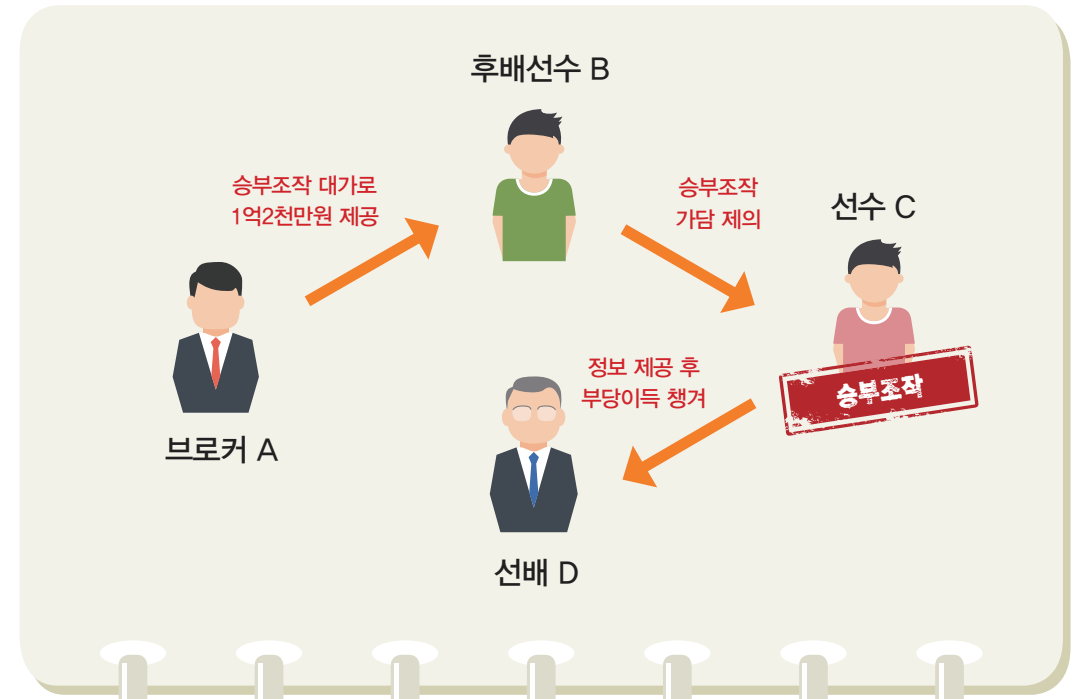 후배선수 B
승부조작 대가로
1억2천만원 제공
승부조작
가담 제의
선수 C
정보 제공 후
부당이득 챙겨
승부조작
브로커 A
선배 D